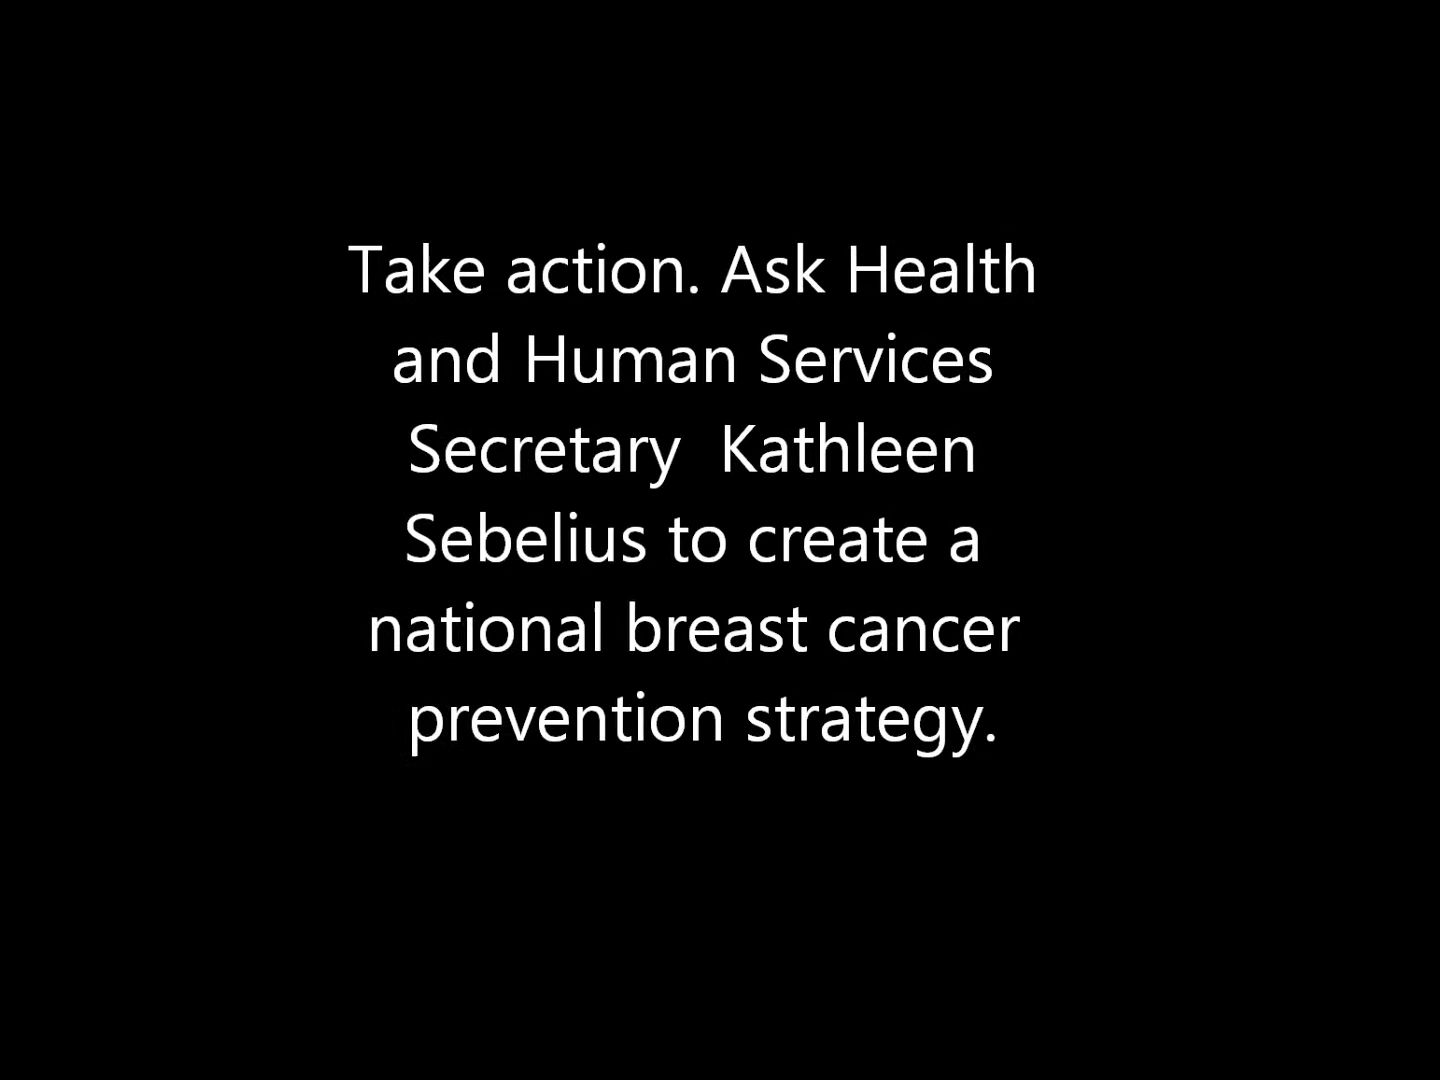 Take action. Ask Health
and Human Services
Secretary  Kathleen
Sebelius to create a
national breast cancer
prevention strategy.